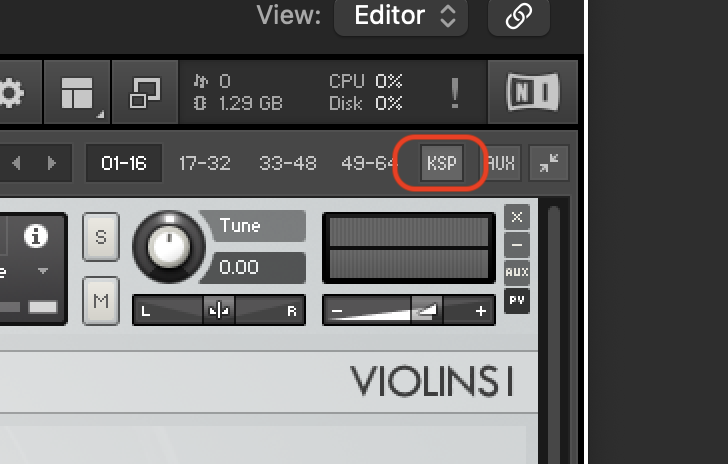 View: Editor
0 CPU 0%
1.29 GB Disk 0% ! NI
01-16 17-32 33-48 49-64 KSP AUX
i S Tune x
e 0.00 –
AUX
M L R – + PV
VIOLINS I